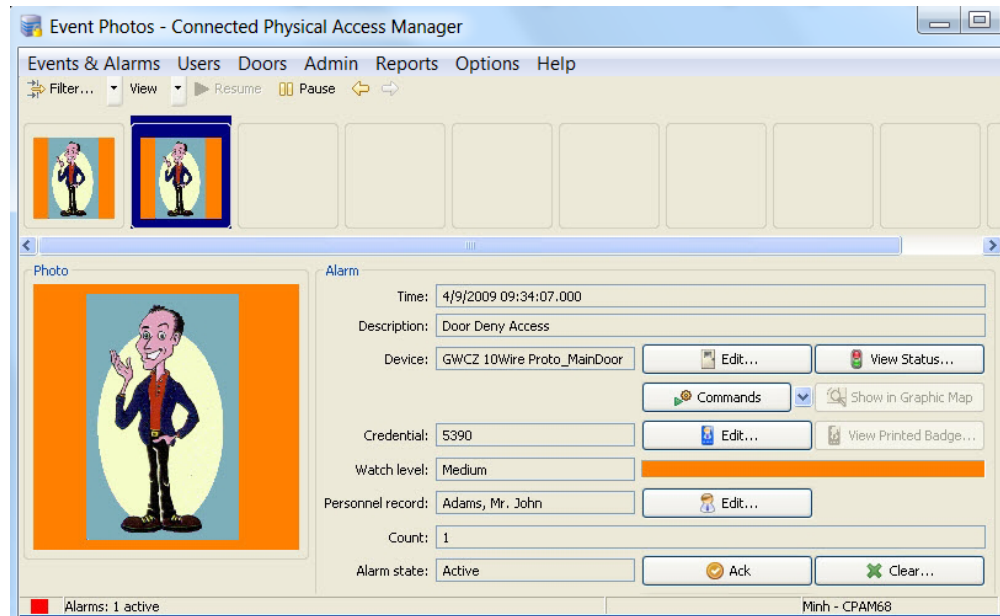 Event Photos - Connected Physical Access Manager
Events & Alarms Users Doors Admin Reports Options Help
Filter... View Resume Pause
Photo
Alarm
Time: 4/9/2009 09:34:07.000
Description: Door Deny Access
Device: GWCZ 10Wire Proto_MainDoor Edit... View Status...
Commands Show in Graphic Map
Credential: 5390 Edit... View Printed Badge...
Watch level: Medium
Personnel record: Adams, Mr. John Edit...
Count: 1
Alarm state: Active Ack Clear...
Alarms: 1 active Minh - CPAM68